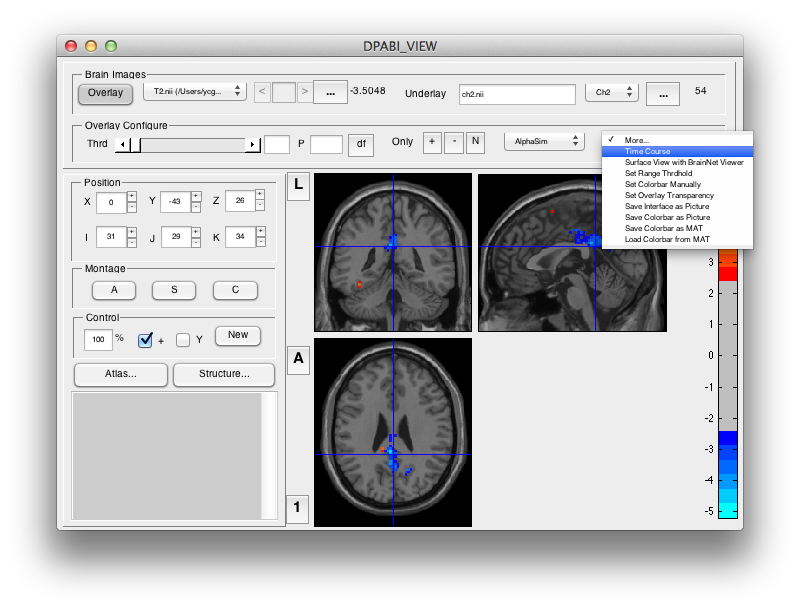 DPABI_VIEW
Brain Images
Overlay
T2.nii (/Users/ycg...
<
>
...
-3.5048
Underlay
ch2.nii
Ch2
...
54
Overlay Configure
Thrd
P
df
Only
+
-
N
AlphaSim
✓ More...
Time Course
Surface View with BrainNet Viewer
Set Range Thrdhold
Set Colorbar Manually
Set Overlay Transparency
Save Interface as Picture
Save Colorbar as Picture
Save Colorbar as MAT
Load Colorbar from MAT
Position
X 0 + - Y -43 + - Z 26 + -
I 31 + - J 29 + - K 34 + -
Montage
A S C
Control
100 % + Y New
Atlas... Structure...
L
A
1
3
2
1
0
-1
-2
-3
-4
-5